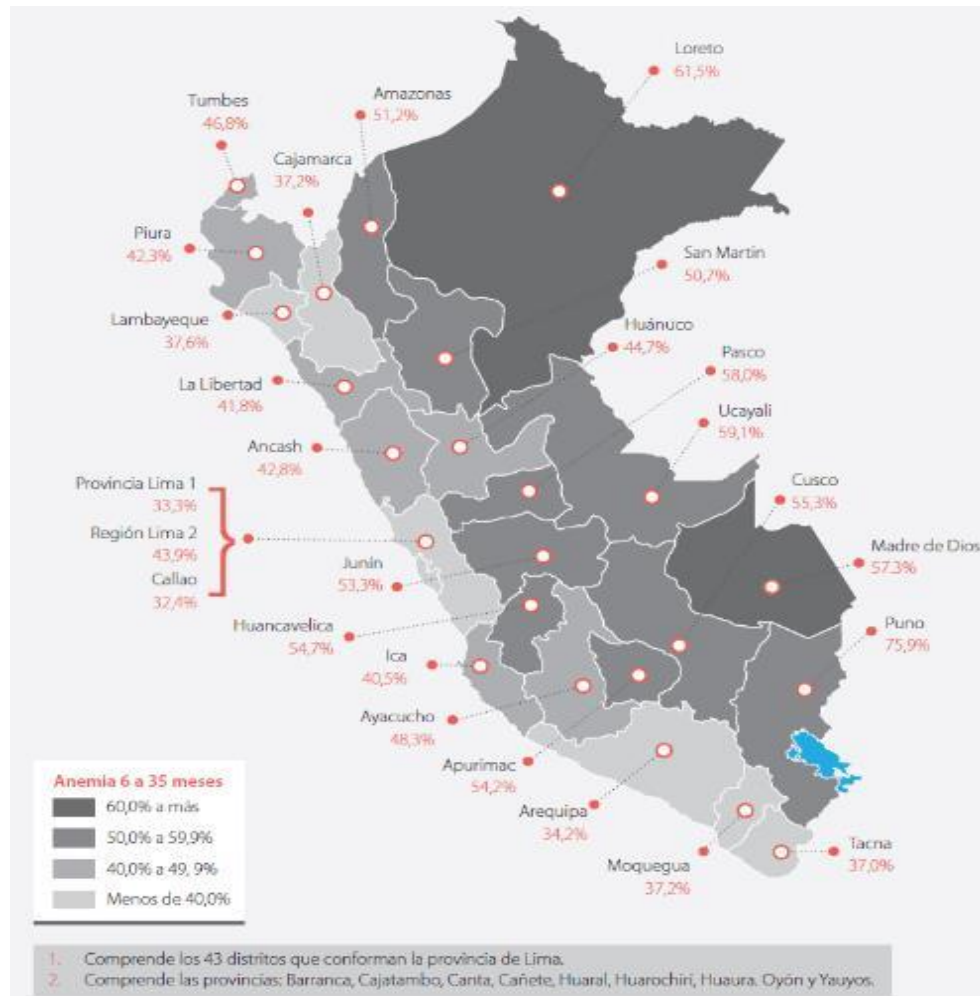 Loreto
61,5%
Amazonas
51,2%
Tumbes
46,8%
Cajamarca
37,2%
Piura
42,3%
San Martin
50,7%
Lambayeque
37,6%
Huánuco
44,7%
Pasco
58,0%
La Libertad
41,8%
Ucayali
59,1%
Ancash
42,8%
Cusco
55,3%
Provincia Lima 1
33,3%
Región Lima 2
43,9%
Callao
32,4%
Junín
53,3%
Madre de Dios
57.3%
Huancavelica
54,7%
Puno
75,9%
Ica
40,5%
Ayacucho
48,3%
Apurimac
54,2%
Arequipa
34,2%
Moquegua
37,2%
Tacna
37,0%
Anemia 6 a 35 meses
60,0% a más
50,0% a 59,9%
40,0% a 49, 9%
Menos de 40,0%
1. Comprende los 43 distritos que conforman la provincia de Lima.
2. Comprende las provincias: Barranca, Cajatambo, Canta, Cañete, Huaral, Huarochirí, Huaura. Oyón y Yauyos.